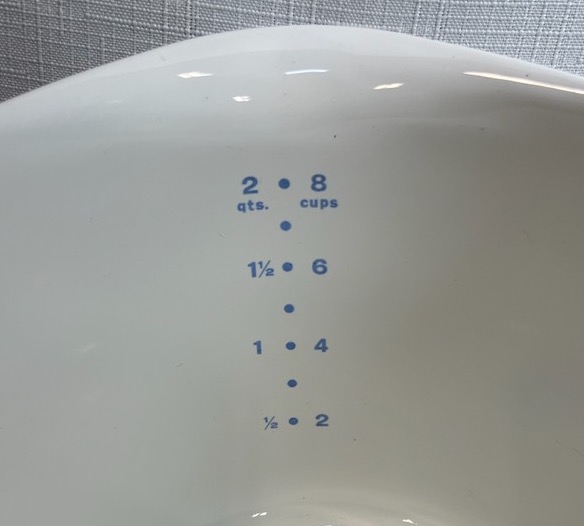 2 • 8
qts. cups
•
1½ • 6
•
1 • 4
•
½ • 2